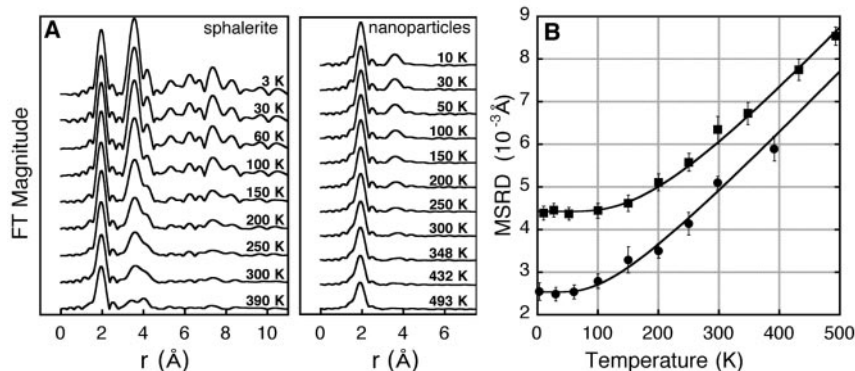 A
sphalerite
3 K
30 K
60 K
100 K
150 K
200 K
250 K
300 K
390 K
FT Magnitude
0 2 4 6 8 10
r (Å)
nanoparticles
10 K
30 K
50 K
100 K
150 K
200 K
250 K
300 K
348 K
432 K
493 K
0 2 4 6
r (Å)
B
9
8
7
6
5
4
3
2
MSRD (10⁻³Å)
0 100 200 300 400 500
Temperature (K)